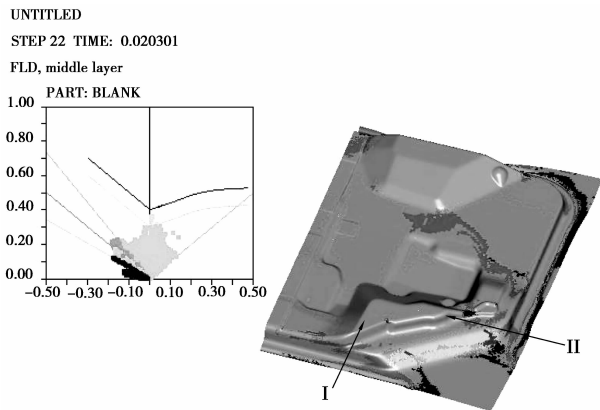 UNTITLED
STEP 22 TIME: 0.020301
FLD, middle layer
PART: BLANK
1.00
0.80
0.60
0.40
0.20
0.00
-0.50 -0.30 -0.10 0.10 0.30 0.50
I
II